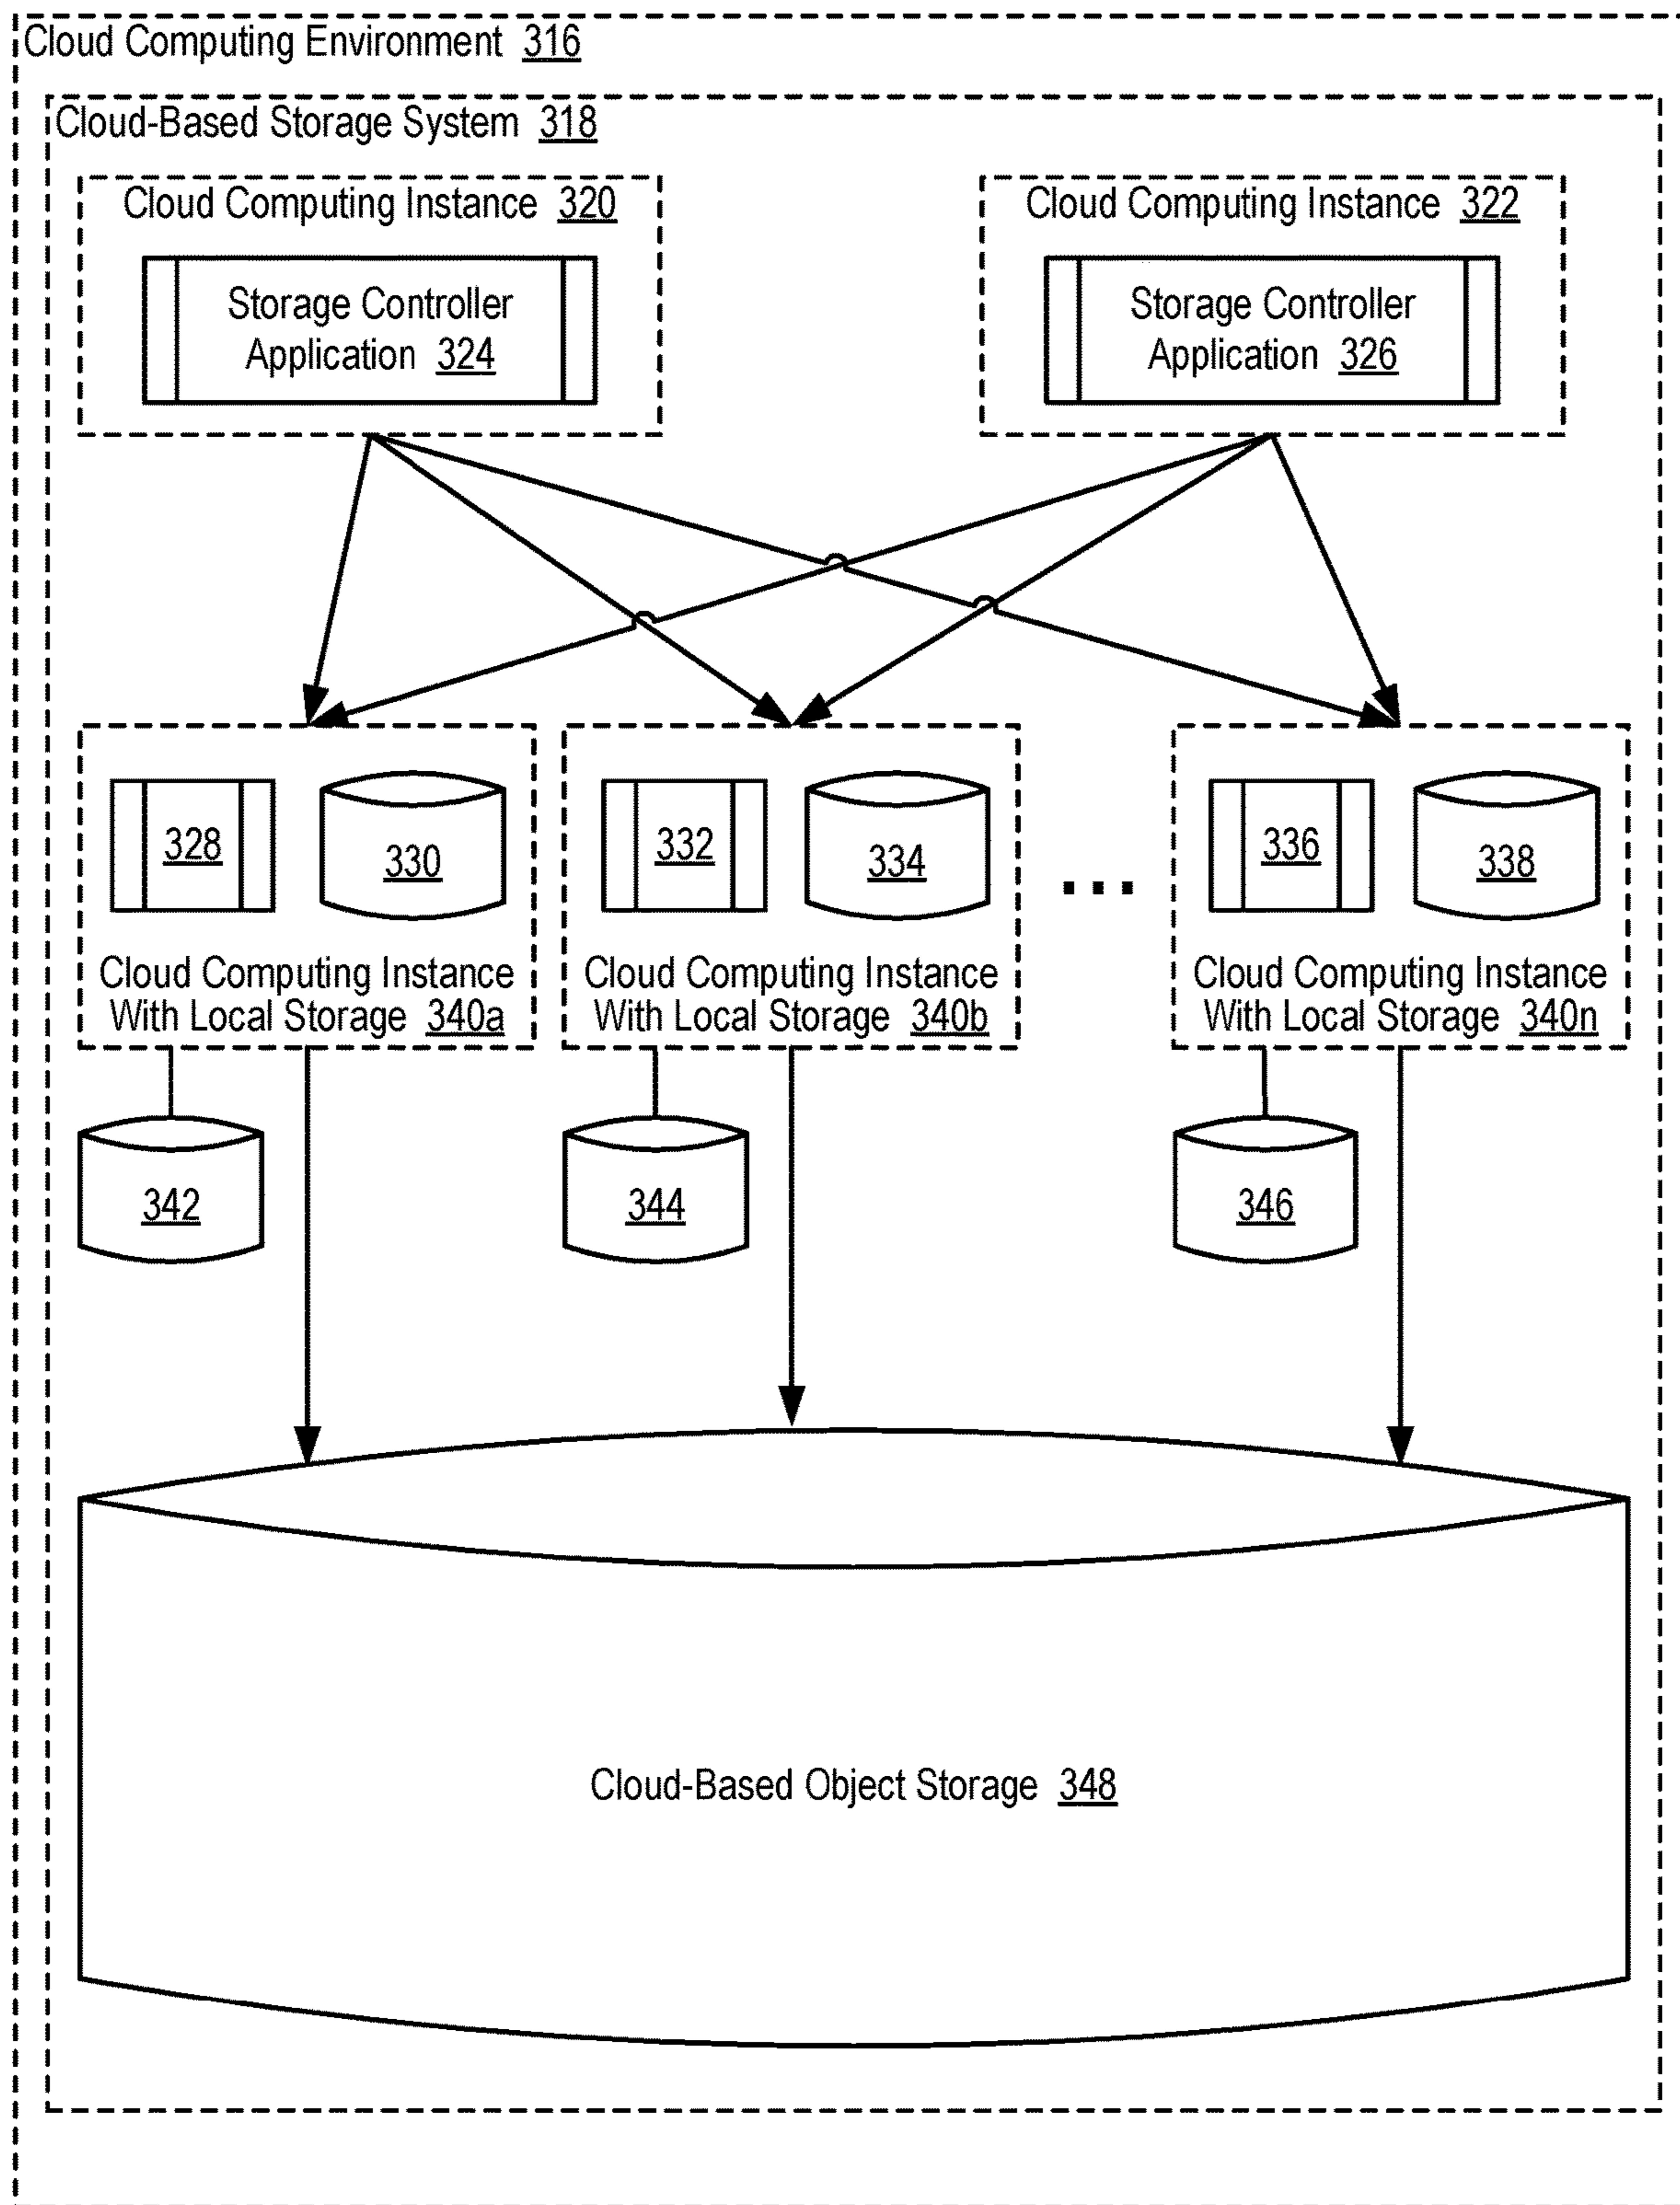 Cloud Computing Environment 316
Cloud-Based Storage System 318
Cloud Computing Instance 320
Storage Controller
Application 324
Cloud Computing Instance 322
Storage Controller
Application 326
328
330
Cloud Computing Instance
With Local Storage 340a
332
334
Cloud Computing Instance
With Local Storage 340b
...
336
338
Cloud Computing Instance
With Local Storage 340n
342
344
346
Cloud-Based Object Storage 348